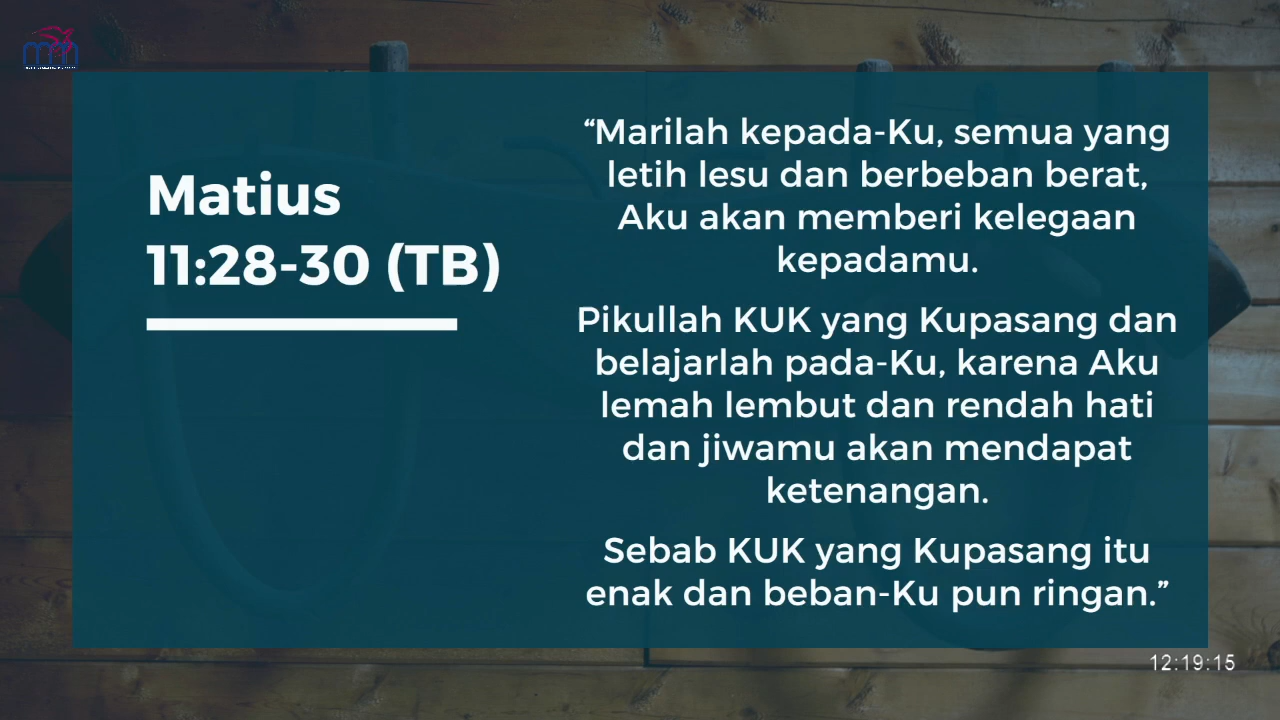 Matius
11:28-30 (TB)
“Marilah kepada-Ku, semua yang
letih lesu dan berbeban berat,
Aku akan memberi kelegaan
kepadamu.
Pikullah KUK yang Kupasang dan
belajarlah pada-Ku, karena Aku
lemah lembut dan rendah hati
dan jiwamu akan mendapat
ketenangan.
Sebab KUK yang Kupasang itu
enak dan beban-Ku pun ringan.”
12:19:15